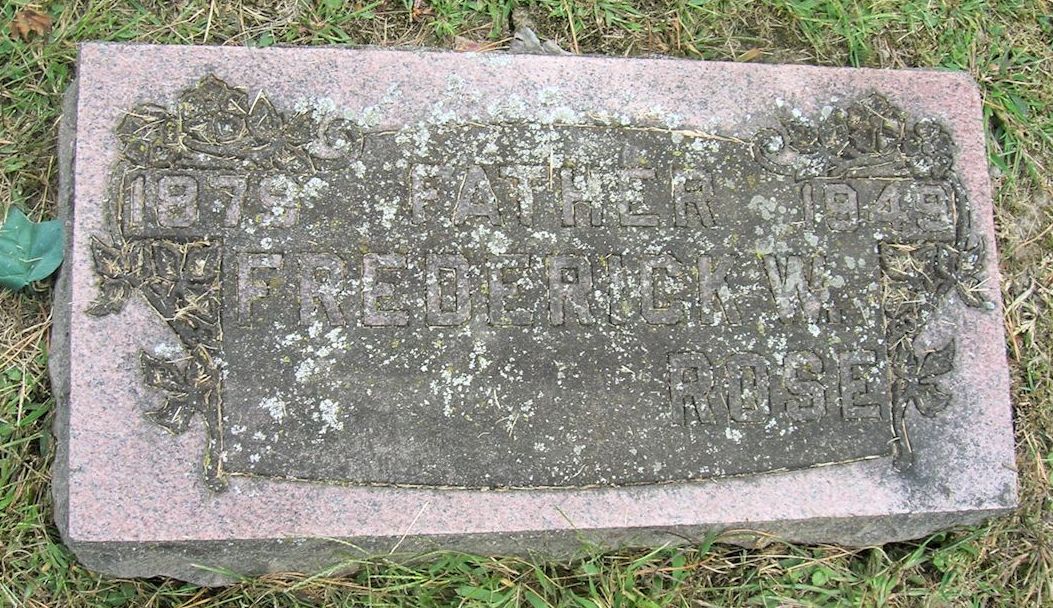 1879 FATHER 1949
FREDERICK W.
ROSE